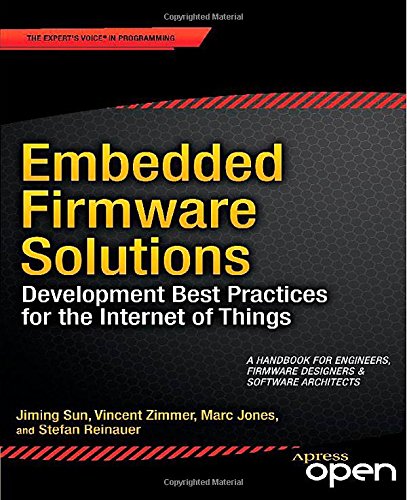 Copyrighted Material
THE EXPERT'S VOICE® IN PROGRAMMING
Embedded
Firmware
Solutions
Development Best Practices
for the Internet of Things
A HANDBOOK FOR ENGINEERS,
FIRMWARE DESIGNERS &
SOFTWARE ARCHITECTS
Jiming Sun, Vincent Zimmer, Marc Jones,
and Stefan Reinauer
Apress
open
Copyrighted Material